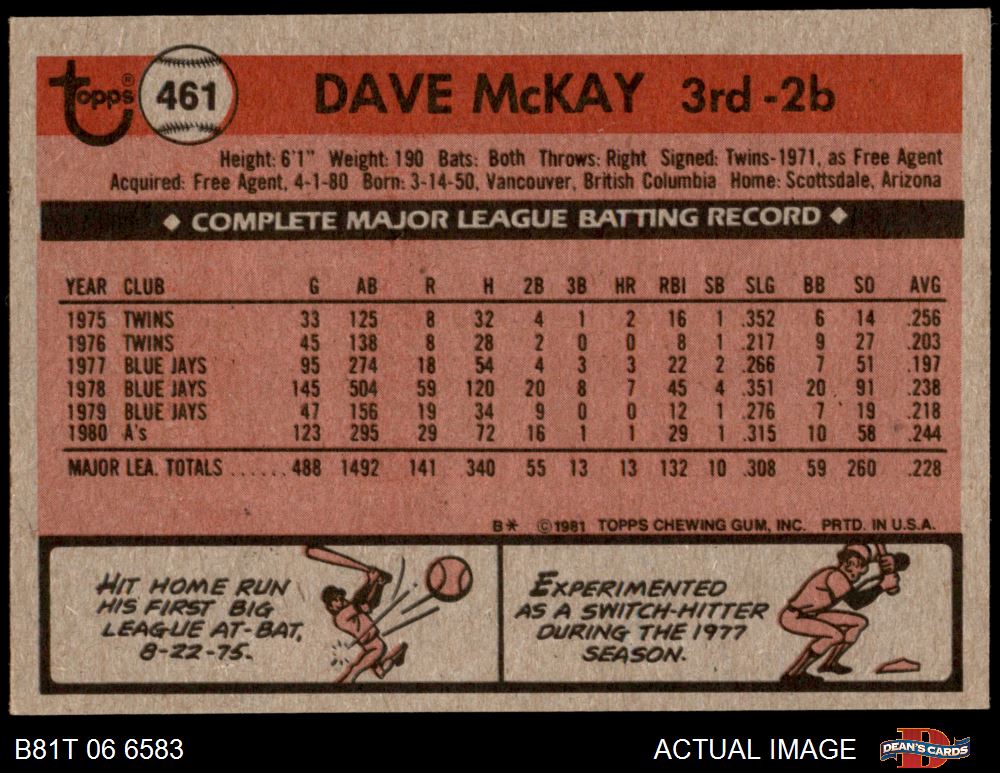 topps® 461 DAVE McKAY 3rd-2b
Height: 6'1" Weight: 190 Bats: Both Throws: Right Signed: Twins-1971, as Free Agent
Acquired: Free Agent, 4-1-80 Born: 3-14-50, Vancouver, British Columbia Home: Scottsdale, Arizona
◆ COMPLETE MAJOR LEAGUE BATTING RECORD ◆
YEAR CLUB G AB R H 2B 3B HR RBI SB SLG BB SO AVG
1975 TWINS 33 125 8 32 4 1 2 16 1 .352 6 14 .256
1976 TWINS 45 138 8 28 2 0 0 8 1 .217 9 27 .203
1977 BLUE JAYS 95 274 18 54 4 3 3 22 2 .266 7 51 .197
1978 BLUE JAYS 145 504 59 120 20 8 7 45 4 .351 20 91 .238
1979 BLUE JAYS 47 156 19 34 9 0 0 12 1 .276 7 19 .218
1980 A's 123 295 29 72 16 1 1 29 1 .315 10 58 .244
MAJOR LEA. TOTALS ...... 488 1492 141 340 55 13 13 132 10 .308 59 260 .228
B* ©1981 TOPPS CHEWING GUM, INC. PRTD. IN U.S.A.
HIT HOME RUN
HIS FIRST BIG
LEAGUE AT-BAT,
8-22-75.
EXPERIMENTED
AS A SWITCH-HITTER
DURING THE 1977
SEASON.
B81T 06 6583 ACTUAL IMAGE DEAN'S CARDS